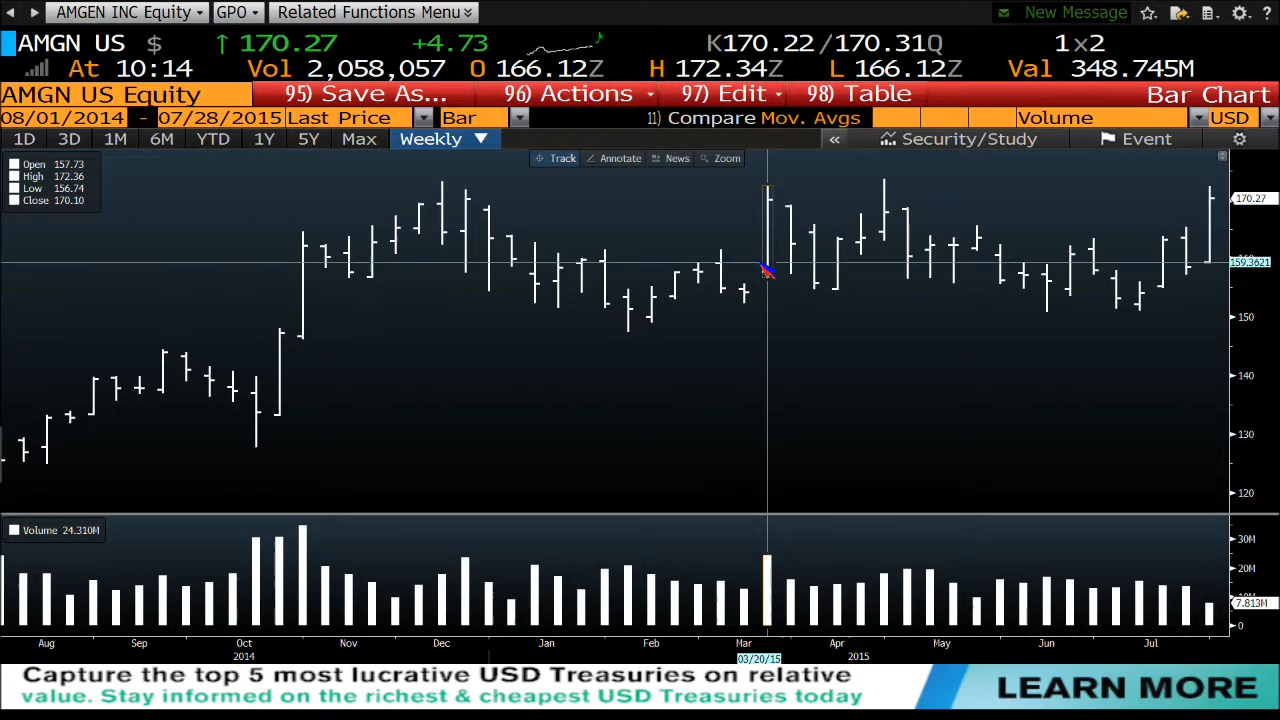 AMGEN INC Equity GPO Related Functions Menu New Message ?
AMGN US $ ↑ 170.27 +4.73 K170.22 /170.31Q 1×2
At 10:14 Vol 2,058,057 O 166.12Z H 172.34Z L 166.12Z Val 348.745M
AMGN US Equity 95) Save As... 96) Actions 97) Edit 98) Table Bar Chart
08/01/2014 - 07/28/2015 Last Price Bar 11) Compare Mov. Avgs Volume USD
1D 3D 1M 6M YTD 1Y 5Y Max Weekly ▼ « Security/Study Event
Track Annotate News Zoom
Open 157.73
High 172.36
Low 156.74
Close 170.10
170.27
159.3621
150
140
130
120
Volume 24.310M
30M
20M
7.813M
0
Aug Sep Oct Nov Dec Jan Feb Mar Apr May Jun Jul
2014 03/20/15 2015
Capture the top 5 most lucrative USD Treasuries on relative
value. Stay informed on the richest & cheapest USD Treasuries today
LEARN MORE